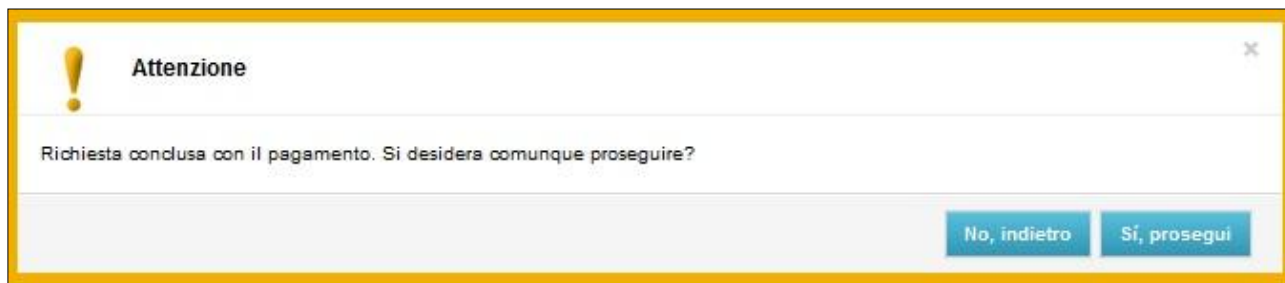 Attenzione
Richiesta conclusa con il pagamento. Si desidera comunque proseguire?
No, indietro
Sí, prosegui